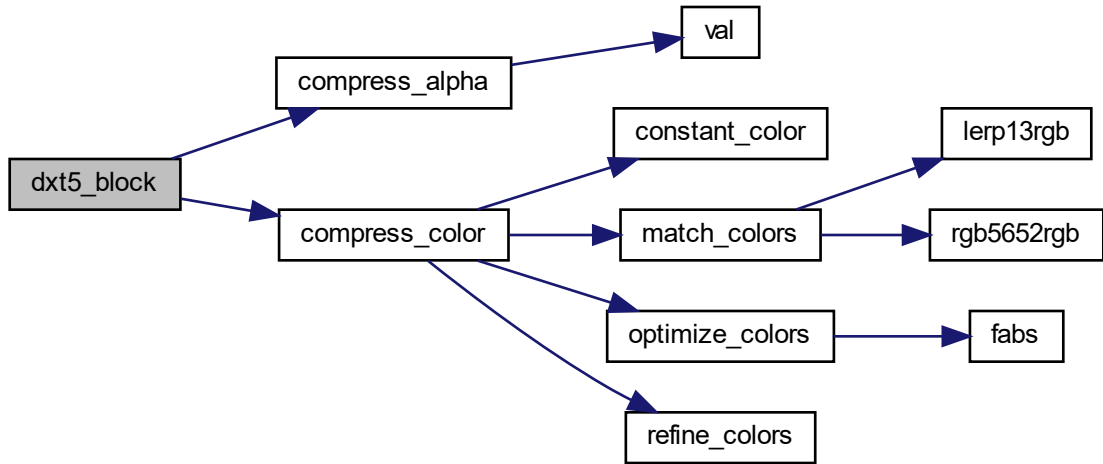 val
compress_alpha
constant_color
lerp13rgb
dxt5_block
compress_color
match_colors
rgb5652rgb
optimize_colors
fabs
refine_colors